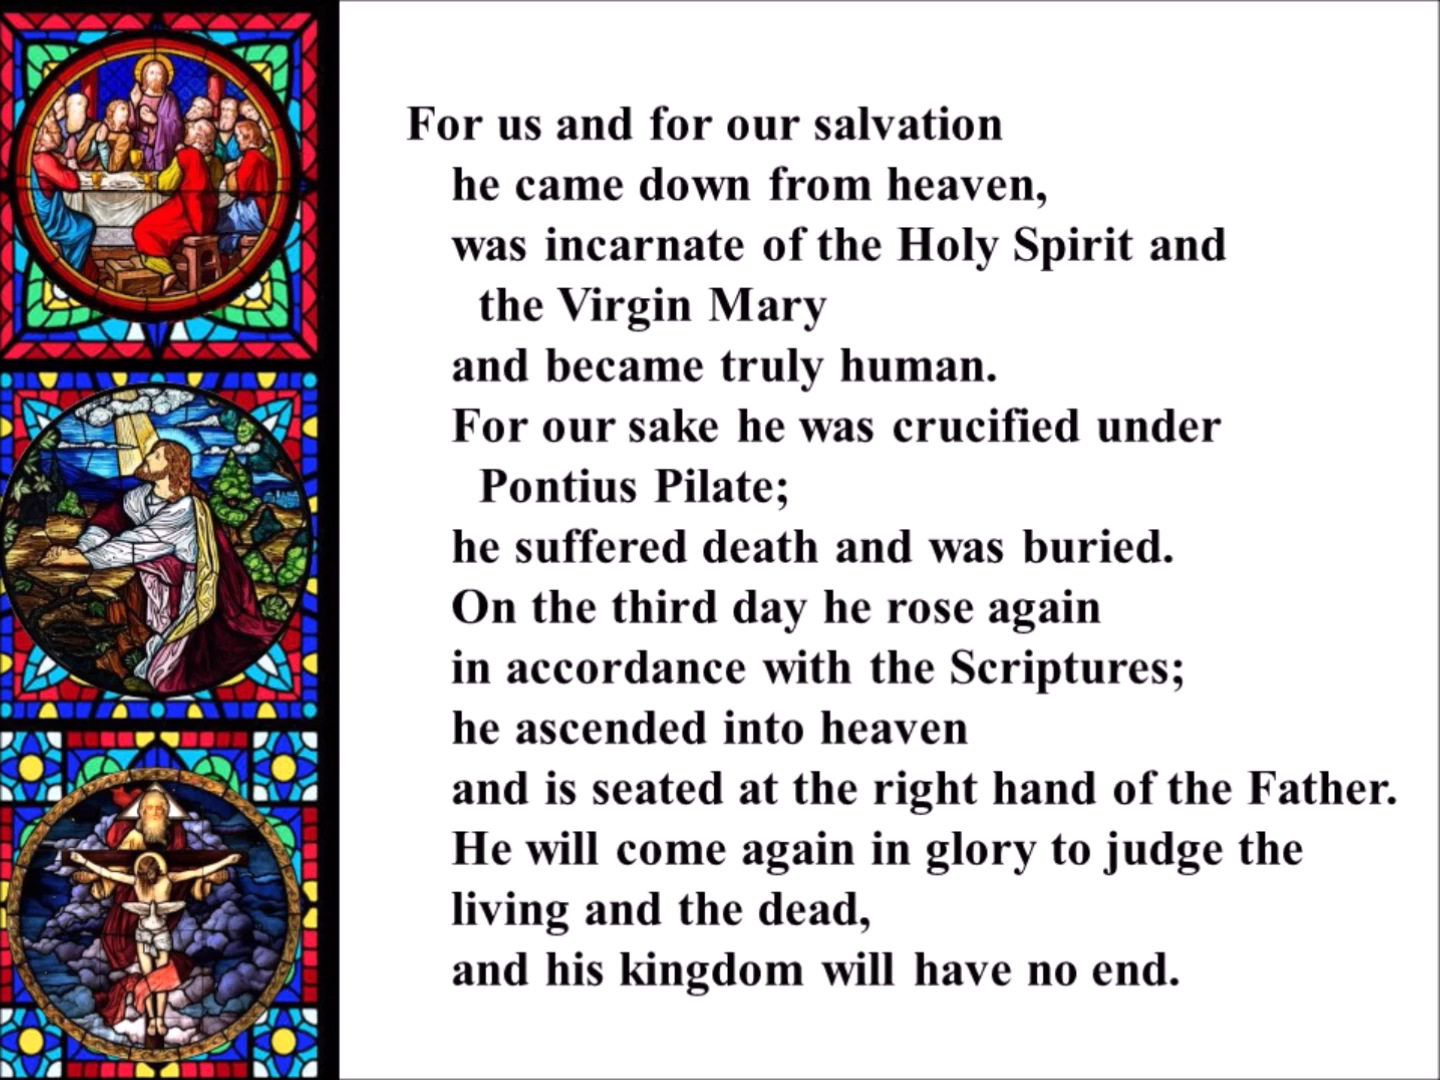 For us and for our salvation
he came down from heaven,
was incarnate of the Holy Spirit and
the Virgin Mary
and became truly human.
For our sake he was crucified under
Pontius Pilate;
he suffered death and was buried.
On the third day he rose again
in accordance with the Scriptures;
he ascended into heaven
and is seated at the right hand of the Father.
He will come again in glory to judge the
living and the dead,
and his kingdom will have no end.